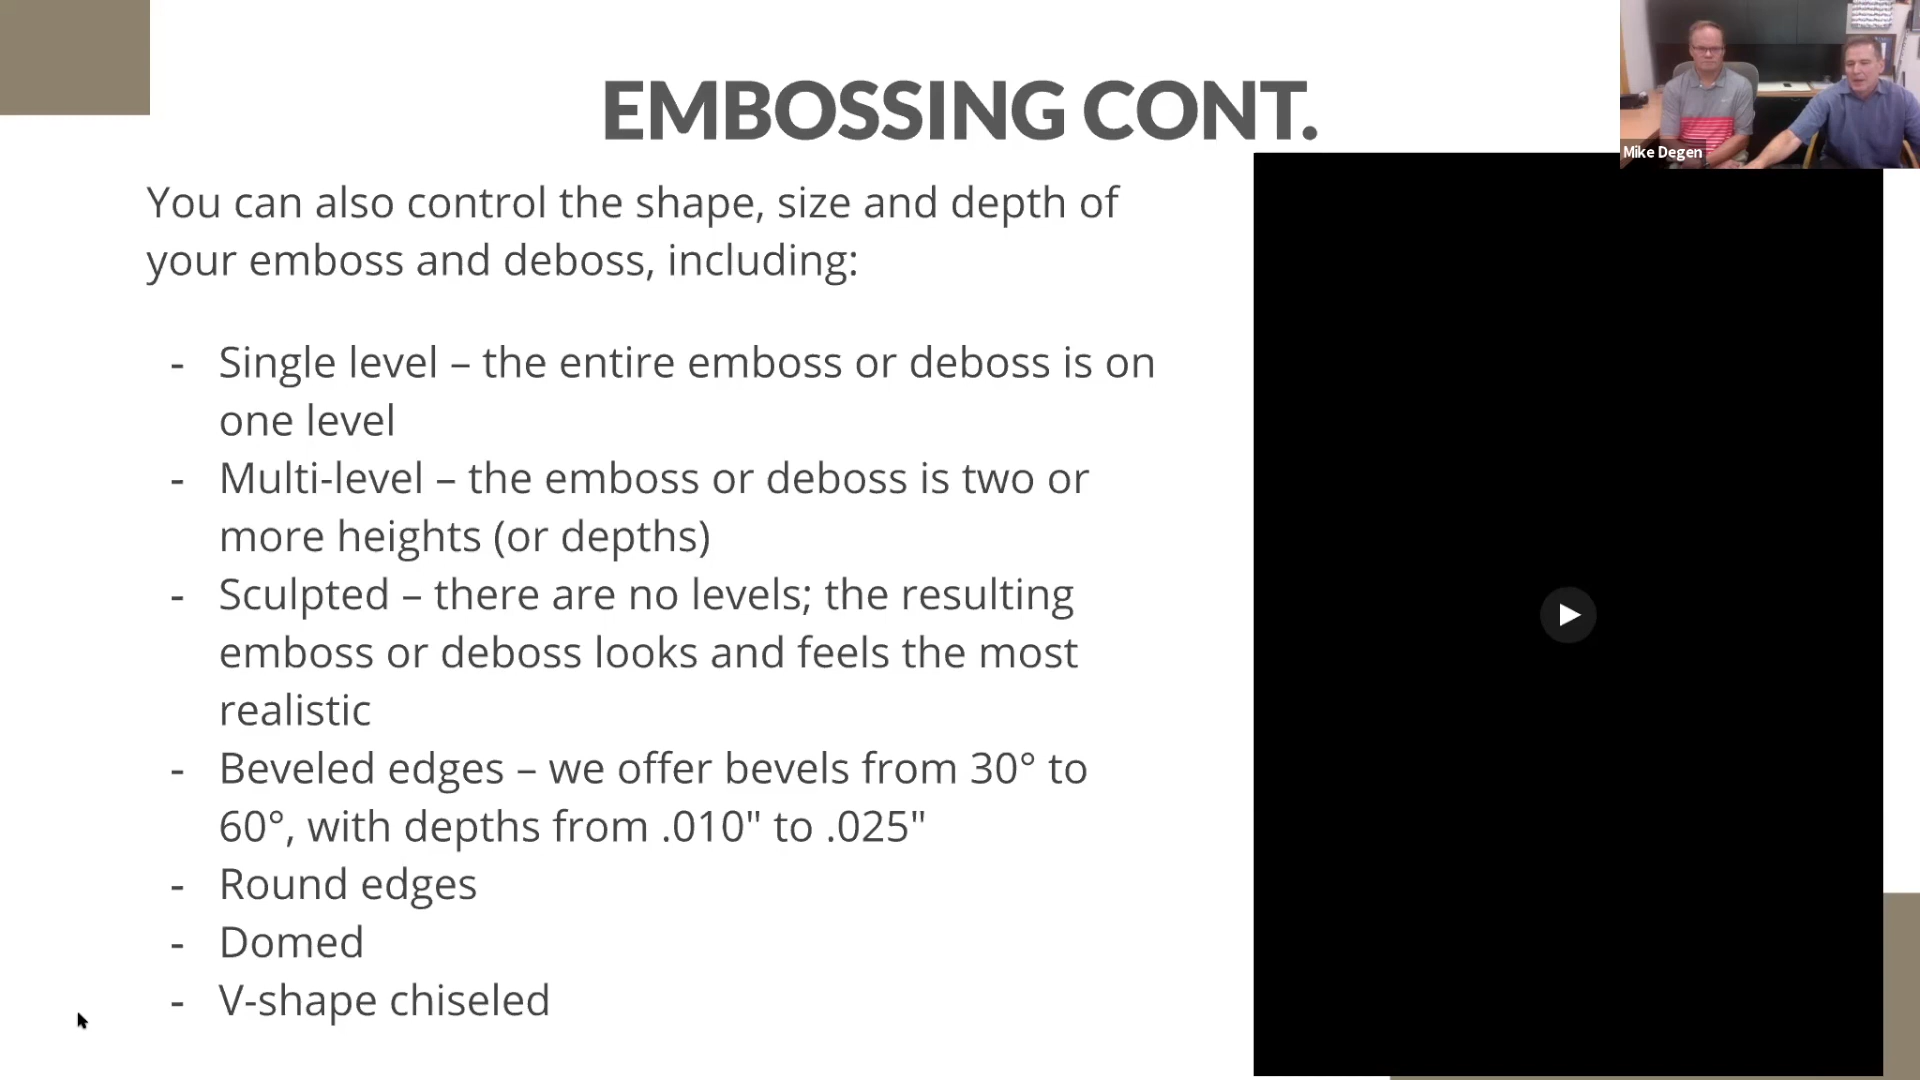 EMBOSSING CONT.
Mike Degen
You can also control the shape, size and depth of
your emboss and deboss, including:
- Single level – the entire emboss or deboss is on
one level
- Multi-level – the emboss or deboss is two or
more heights (or depths)
- Sculpted – there are no levels; the resulting
emboss or deboss looks and feels the most
realistic
- Beveled edges – we offer bevels from 30° to
60°, with depths from .010" to .025"
- Round edges
- Domed
- V-shape chiseled